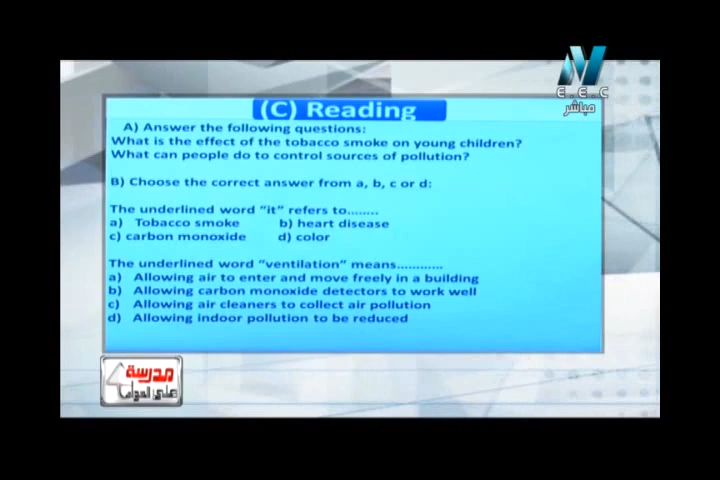 E.E.C
مباشر
(C) Reading
A) Answer the following questions:
What is the effect of the tobacco smoke on young children?
What can people do to control sources of pollution?
B) Choose the correct answer from a, b, c or d:
The underlined word “it” refers to........
a) Tobacco smoke b) heart disease
c) carbon monoxide d) color
The underlined word “ventilation” means............
a) Allowing air to enter and move freely in a building
b) Allowing carbon monoxide detectors to work well
c) Allowing air cleaners to collect air pollution
d) Allowing indoor pollution to be reduced
مدرسة
على الهواء